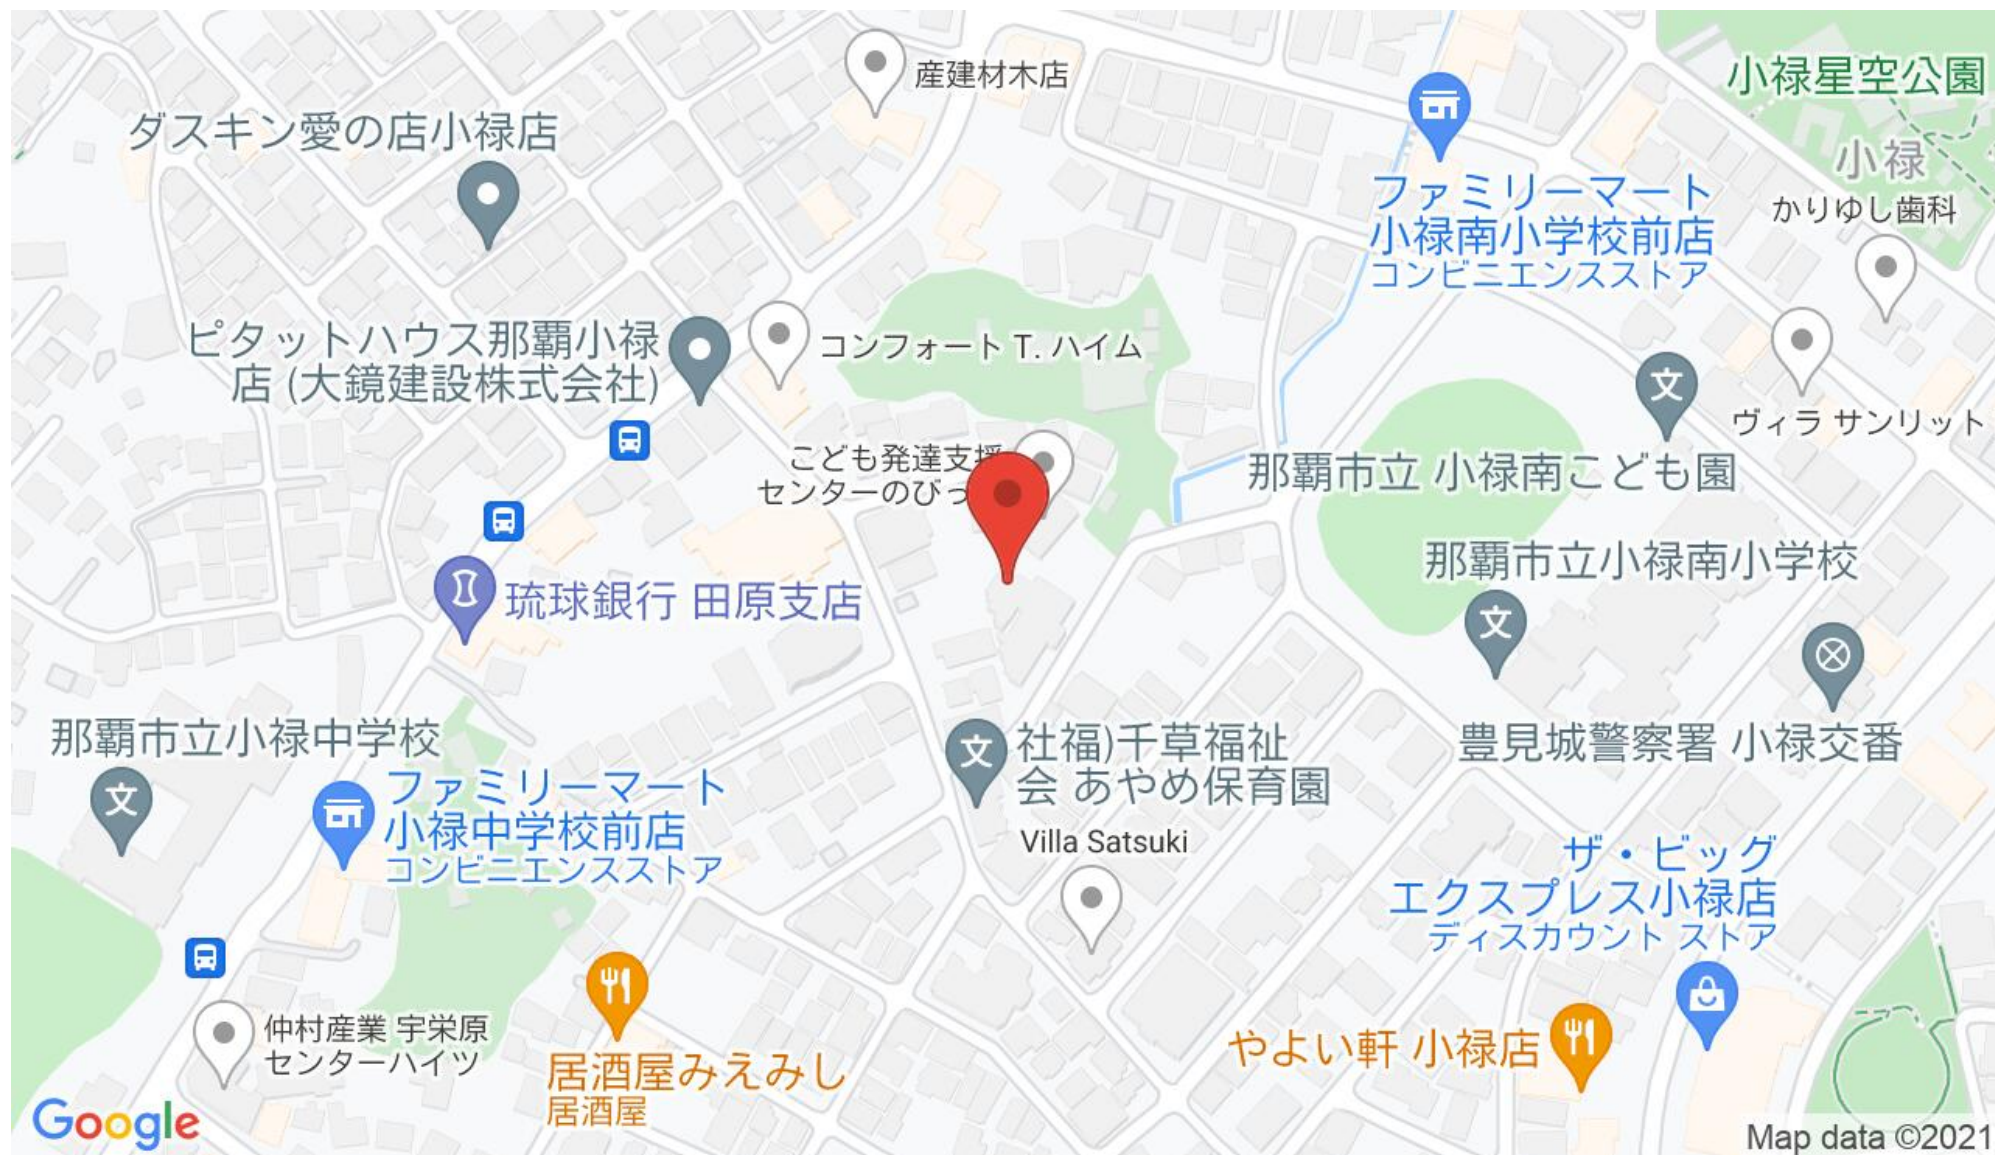 産建材木店
小禄星空公園
ダスキン愛の店小禄店
小禄
ファミリーマート
小禄南小学校前店
コンビニエンスストア
かりゆし歯科
ピタットハウス那覇小禄
店 (大鏡建設株式会社)
コンフォート T. ハイム
ヴィラ サンリット
こども発達支援
センターのびっ
那覇市立 小禄南こども園
那覇市立小禄南小学校
琉球銀行 田原支店
那覇市立小禄中学校
社福)千草福祉
会 あやめ保育園
豊見城警察署 小禄交番
ファミリーマート
小禄中学校前店
コンビニエンスストア
Villa Satsuki
ザ・ビッグ
エクスプレス小禄店
ディスカウント ストア
仲村産業 宇栄原
センターハイツ
居酒屋みえみし
居酒屋
やよい軒 小禄店
Google
Map data ©2021